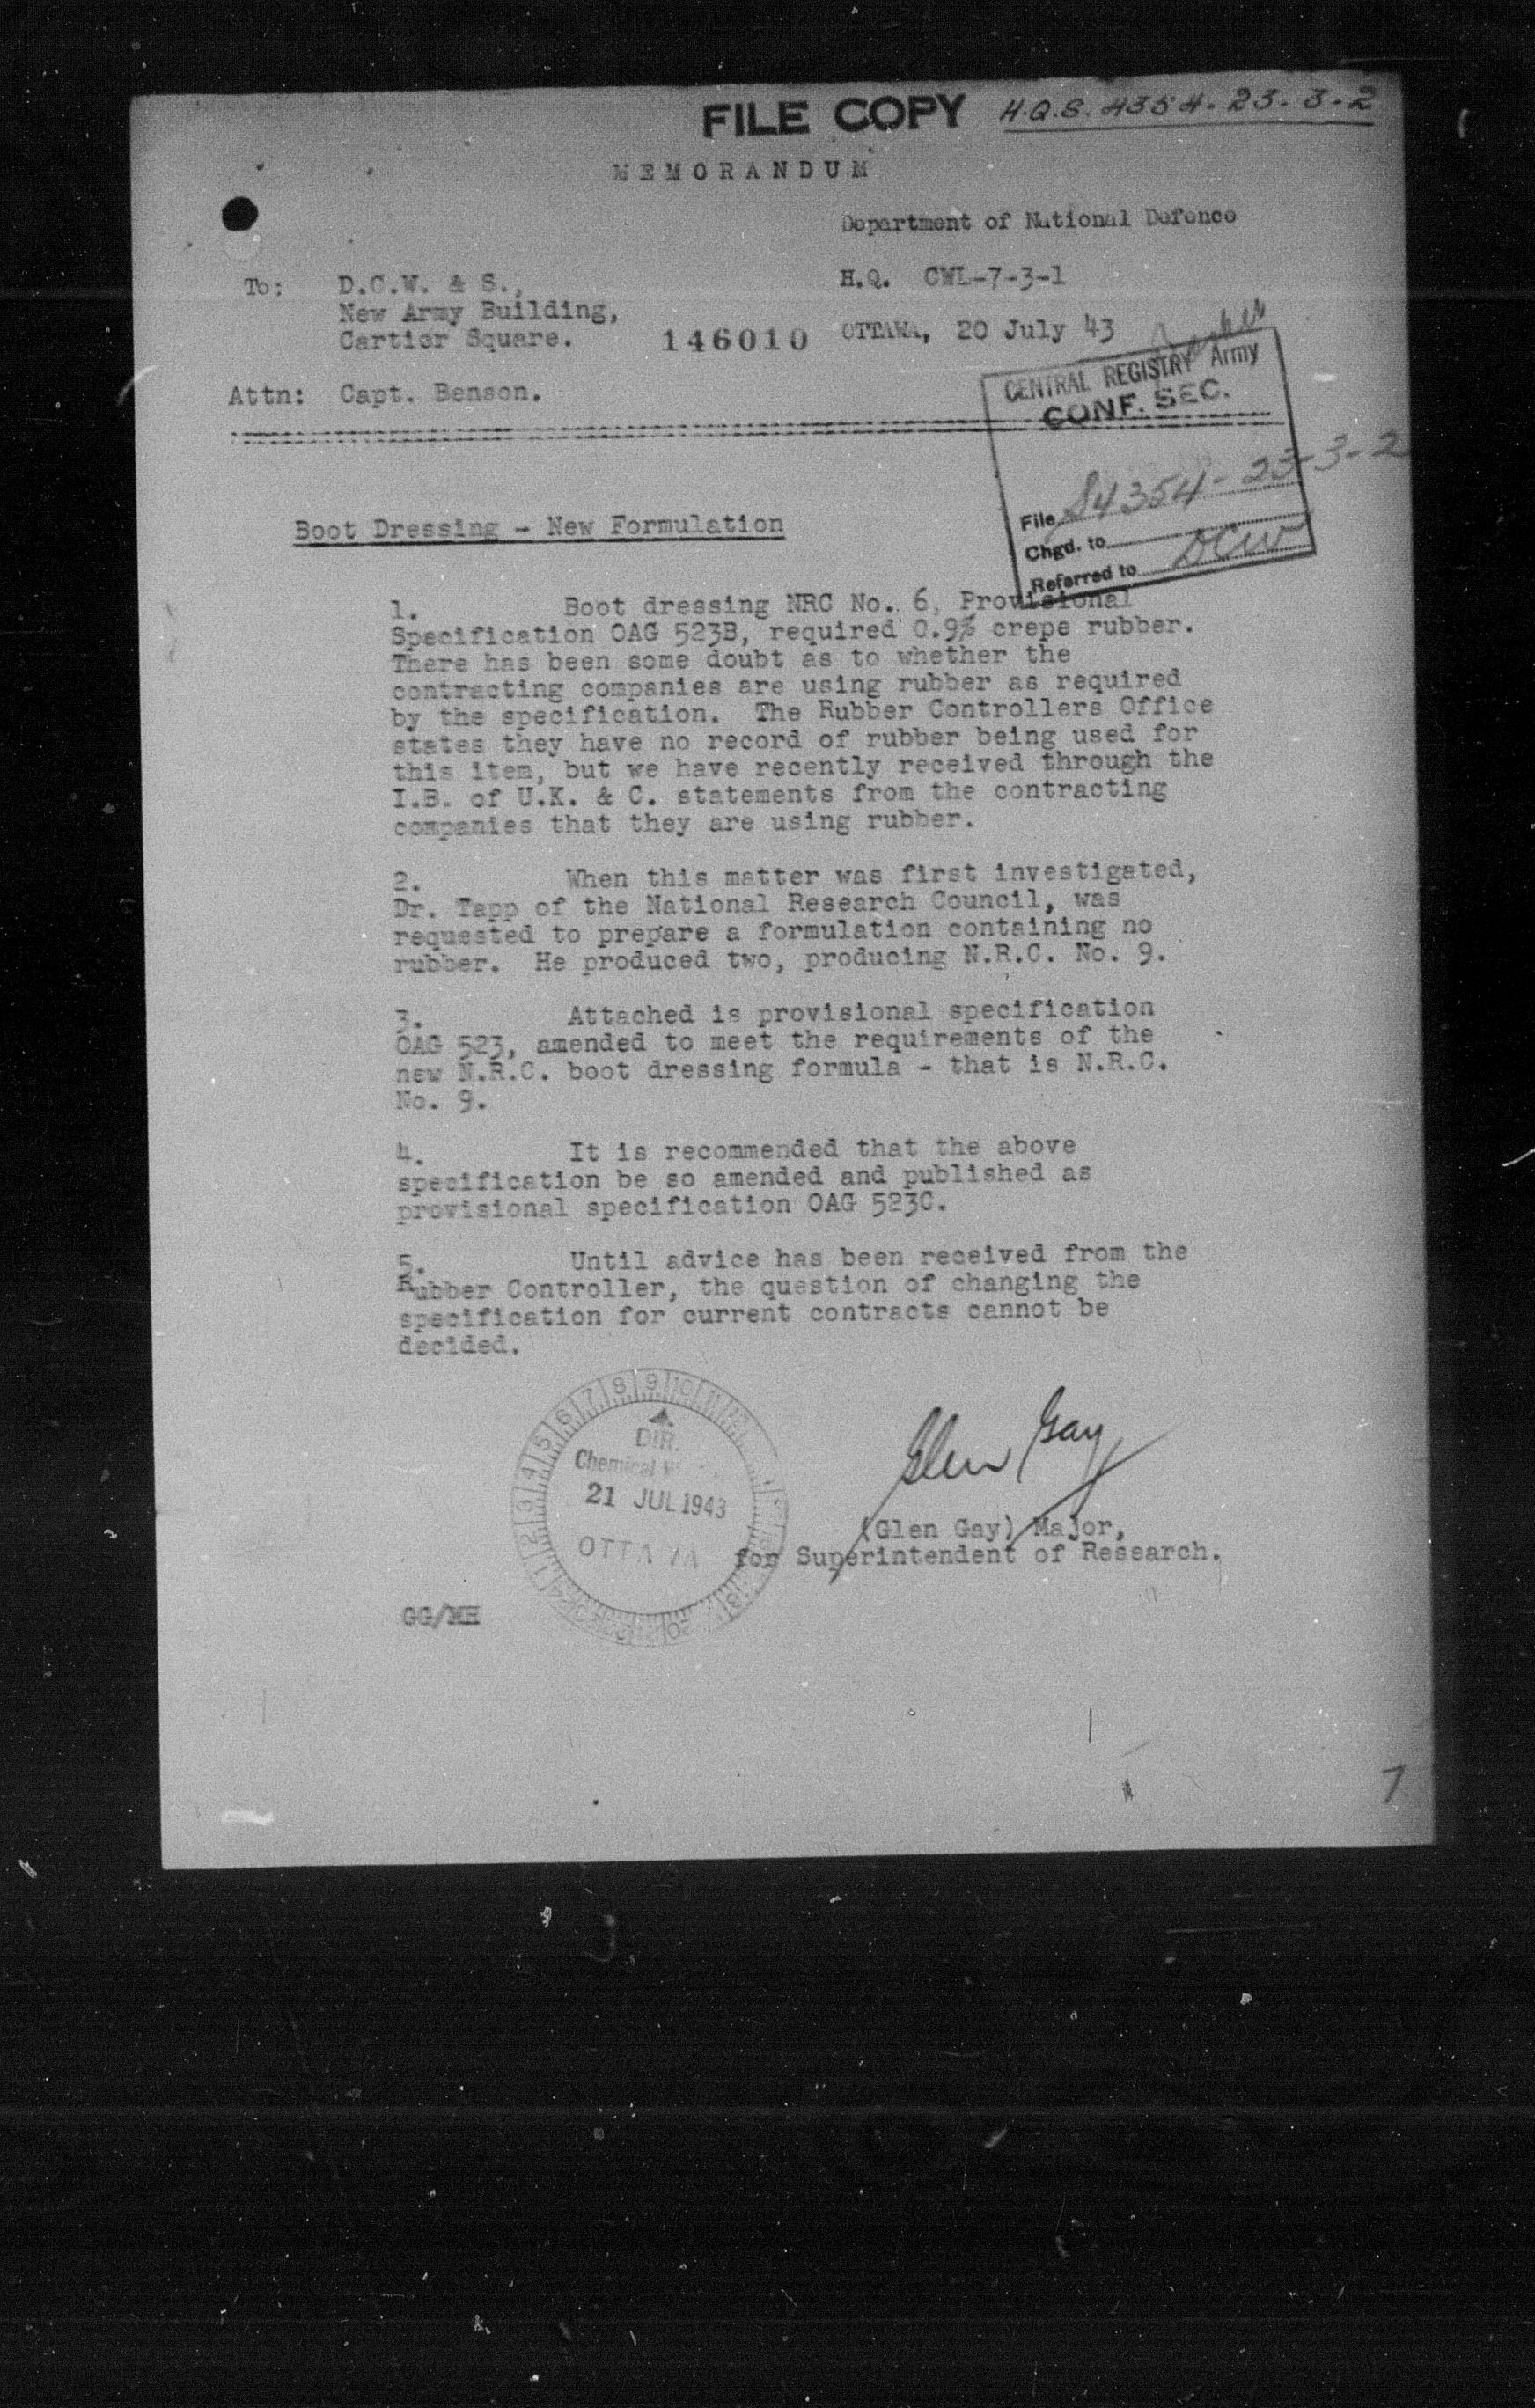 FILE COPY H.Q.S. 4354-23-3-2
MEMORANDUM
Department of National Defence
To: D.C.W. & S.,
New Army Building,
Cartier Square.
H.Q. CWL-7-3-1
146010
OTTAWA, 20 July 43
Attn: Capt. Benson.
CENTRAL REGISTRY Army
CONF. SEC.
File S4354-23-3-2
Chgd. to
Referred to DCW
Boot Dressing - New Formulation
1. Boot dressing NRC No. 6, Provisional
Specification OAG 523B, required 0.9% crepe rubber.
There has been some doubt as to whether the
contracting companies are using rubber as required
by the specification. The Rubber Controllers Office
states they have no record of rubber being used for
this item, but we have recently received through the
I.B. of U.K. & C. statements from the contracting
companies that they are using rubber.
2. When this matter was first investigated,
Dr. Tapp of the National Research Council, was
requested to prepare a formulation containing no
rubber. He produced two, producing N.R.C. No. 9.
3. Attached is provisional specification
OAG 523, amended to meet the requirements of the
new N.R.C. boot dressing formula - that is N.R.C.
No. 9.
4. It is recommended that the above
specification be so amended and published as
provisional specification OAG 523C.
5. Until advice has been received from the
Rubber Controller, the question of changing the
specification for current contracts cannot be
decided.
DIR.
Chemical
21 JUL 1943
OTTAWA
Glen Gay
(Glen Gay) Major,
for Superintendent of Research.
GG/MH
7